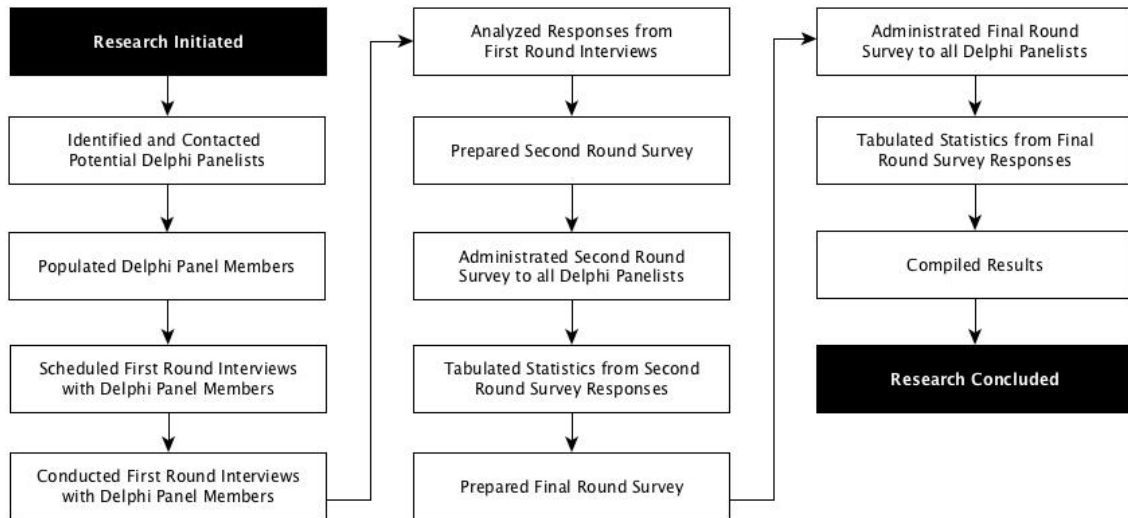 Research Initiated
Identified and Contacted
Potential Delphi Panelists
Populated Delphi Panel Members
Scheduled First Round Interviews
with Delphi Panel Members
Conducted First Round Interviews
with Delphi Panel Members
Analyzed Responses from
First Round Interviews
Prepared Second Round Survey
Administrated Second Round
Survey to all Delphi Panelists
Tabulated Statistics from Second
Round Survey Responses
Prepared Final Round Survey
Administrated Final Round
Survey to all Delphi Panelists
Tabulated Statistics from Final
Round Survey Responses
Compiled Results
Research Concluded